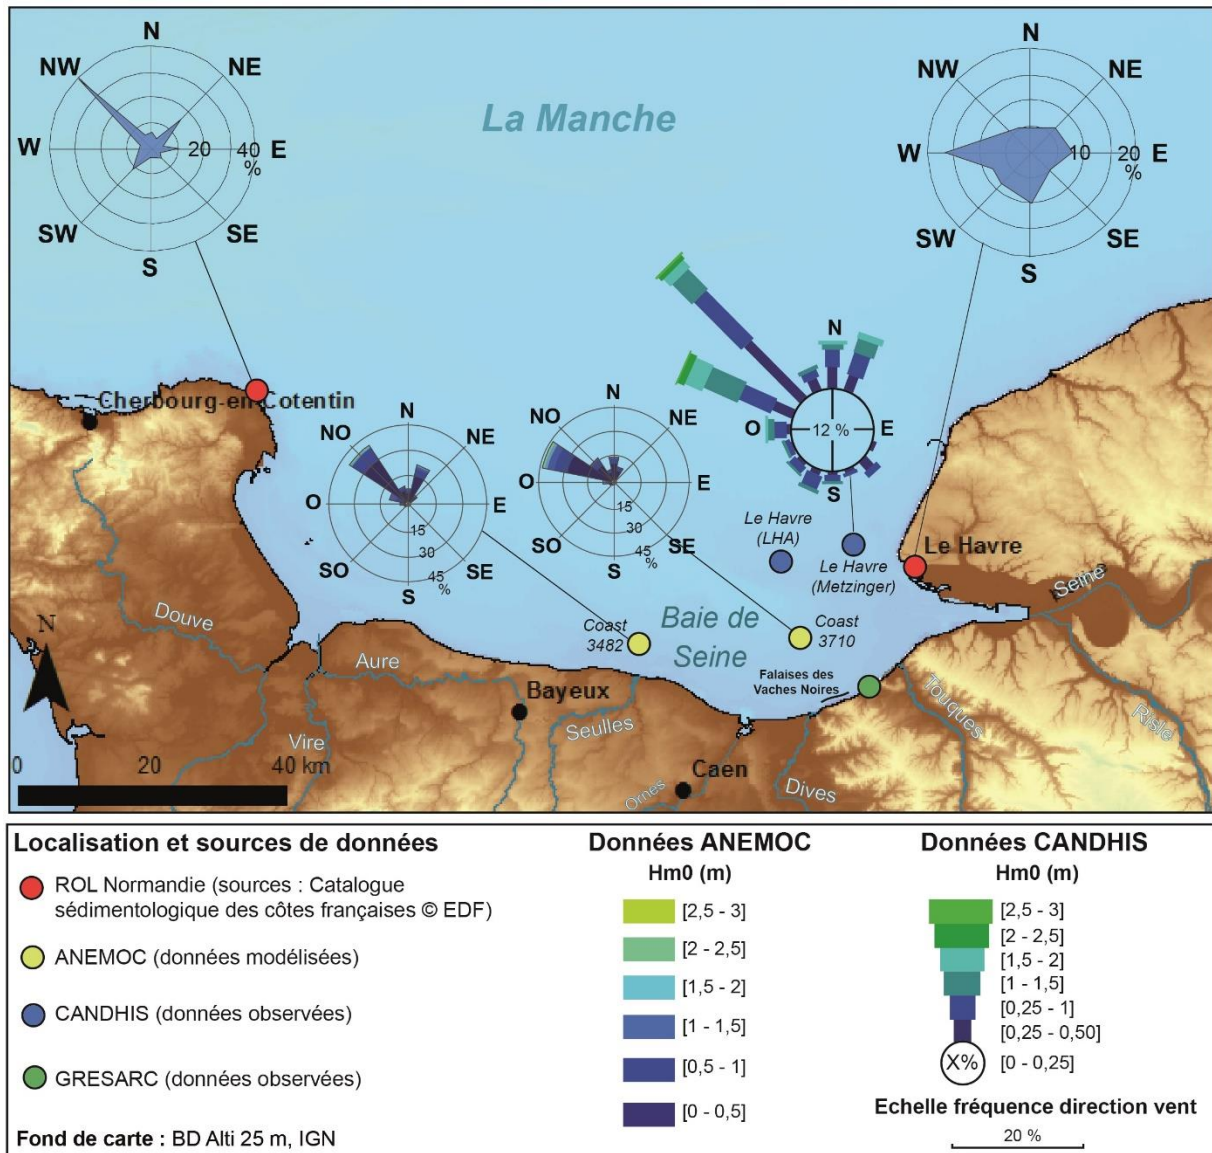 N
NW
NE
W
20
40
E
%
SW
SE
S
La Manche
N
NW
NE
W
10
20
E
%
SW
SE
S
Cherbourg-en-Cotentin
N
NO
NE
O
E
15
30
45
%
SO
SE
S
N
NO
NE
O
E
15
30
45
%
SO
SE
S
N
O
12 %
E
S
Le Havre
(LHA)
Le Havre
(Metzinger)
Le Havre
Seine
Douve
N
Coast
3482
Baie de
Seine
Coast
3710
Falaises des
Vaches Noires
Aure
Bayeux
Seulles
Vire
Touques
Risle
0
20
40 km
Caen
Ornes
Dives
Localisation et sources de données
ROL Normandie (sources : Catalogue
sédimentologique des côtes françaises © EDF)
ANEMOC (données modélisées)
CANDHIS (données observées)
GRESARC (données observées)
Fond de carte : BD Alti 25 m, IGN
Données ANEMOC
Hm0 (m)
[2,5 - 3]
[2 - 2,5]
[1,5 - 2]
[1 - 1,5]
[0,5 - 1]
[0 - 0,5]
Données CANDHIS
Hm0 (m)
[2,5 - 3]
[2 - 2,5]
[1,5 - 2]
[1 - 1,5]
[0,25 - 1]
[0,25 - 0,50]
X%
[0 - 0,25]
Echelle fréquence direction vent
20 %